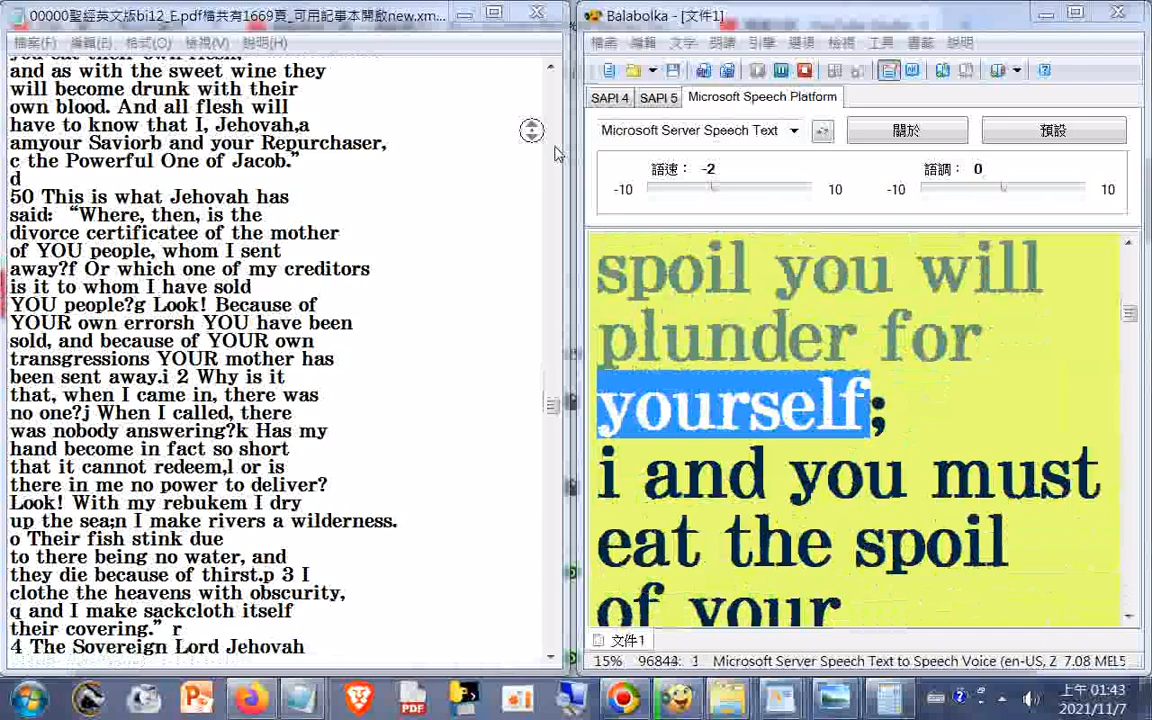 00000聖經英文版bi12_E.pdf檔共有1669頁_可用記事本開啟new.xm...
檔案(F) 編輯(E) 格式(O) 檢視(V) 說明(H)
you eat their own flesh;
and as with the sweet wine they
will become drunk with their
own blood. And all flesh will
have to know that I, Jehovah,a
amyour Saviorb and your Repurchaser,
c the Powerful One of Jacob.”
d
50 This is what Jehovah has
said: “Where, then, is the
divorce certificatee of the mother
of YOU people, whom I sent
away?f Or which one of my creditors
is it to whom I have sold
YOU people?g Look! Because of
YOUR own errorsh YOU have been
sold, and because of YOUR own
transgressions YOUR mother has
been sent away.i 2 Why is it
that, when I came in, there was
no one?j When I called, there
was nobody answering?k Has my
hand become in fact so short
that it cannot redeem,l or is
there in me no power to deliver?
Look! With my rebukem I dry
up the sea;n I make rivers a wilderness.
o Their fish stink due
to there being no water, and
they die because of thirst.p 3 I
clothe the heavens with obscurity,
q and I make sackcloth itself
their covering.” r
4 The Sovereign Lord Jehovah
Balabolka - [文件1]
檔案 編輯 文字 朗讀 引擎 選項 檢視 工具 書籤 說明
SAPI 4 SAPI 5 Microsoft Speech Platform
Microsoft Server Speech Text
關於
預設
語速： -2
-10 10
語調： 0
-10 10
spoil you will
plunder for
yourself;
i and you must
eat the spoil
of your
文件1
15% 96844: 1 Microsoft Server Speech Text to Speech Voice (en-US, Z 7.08 MB
PDF
上午 01:43
2021/11/7